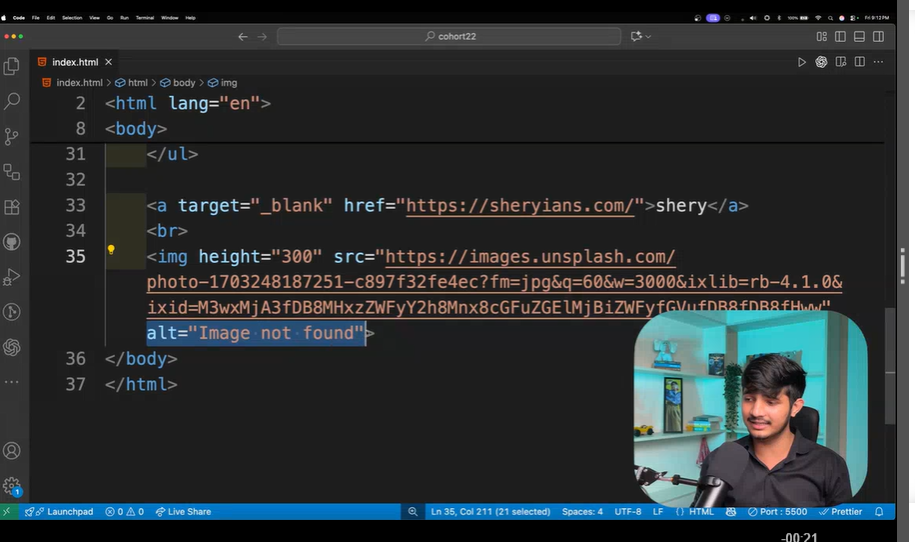 Code File Edit Selection View Go Run Terminal Window Help
100% Fri 9:12 PM
cohort22
index.html
index.html > html > body > img
2 <html lang="en">
8 <body>
31 </ul>
32
33 <a target="_blank" href="https://sheryians.com/">shery</a>
34 <br>
35 <img height="300" src="https://images.unsplash.com/
photo-1703248187251-c897f32fe4ec?fm=jpg&q=60&w=3000&ixlib=rb-4.1.0&
ixid=M3wxMjA3fDB8MHxzZWFyY2h8Mnx8cGFuZGElMjBiZWFyfGVufDB8fDB8fHww"
alt="Image not found">
36 </body>
37 </html>
1
Launchpad 0 0 Live Share Ln 35, Col 211 (21 selected) Spaces: 4 UTF-8 LF {} HTML Port : 5500 Prettier
-00:21